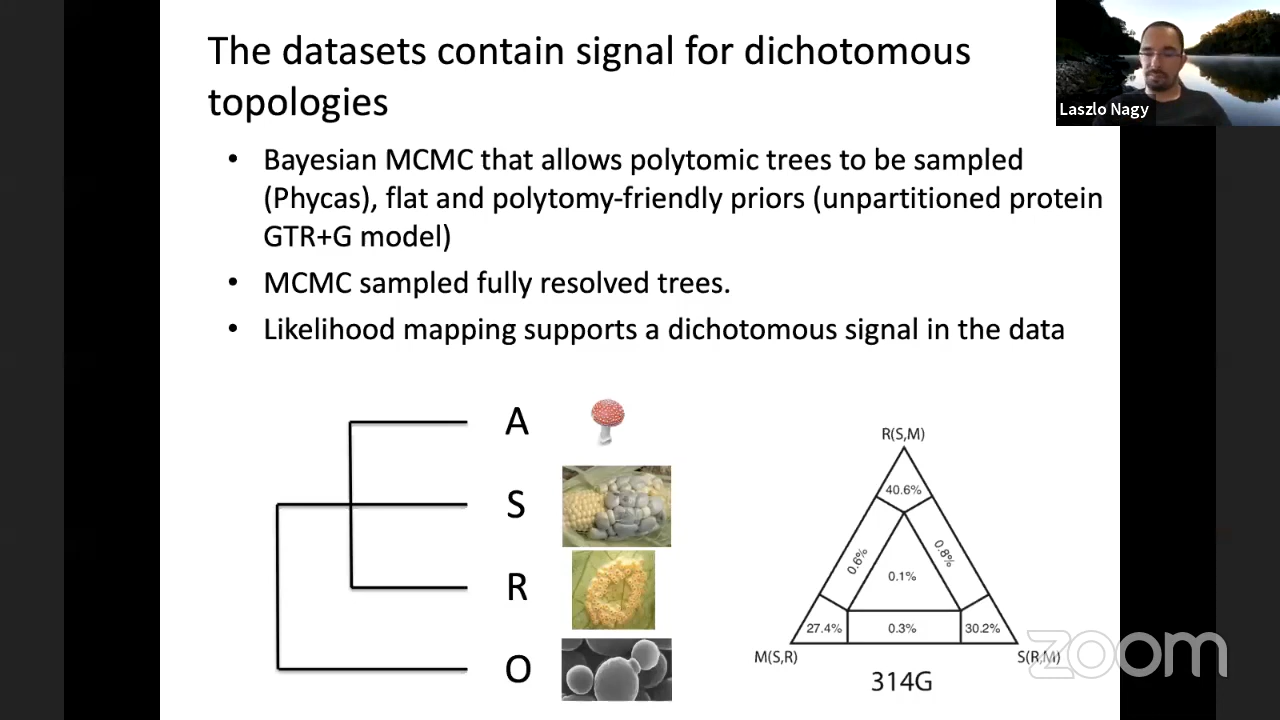 The datasets contain signal for dichotomous
topologies
Laszlo Nagy
• Bayesian MCMC that allows polytomic trees to be sampled
(Phycas), flat and polytomy-friendly priors (unpartitioned protein
GTR+G model)
• MCMC sampled fully resolved trees.
• Likelihood mapping supports a dichotomous signal in the data
A
S
R
O
R(S,M)
40.6%
0.6%
0.8%
0.1%
27.4%
0.3%
30.2%
M(S,R)
S(R,M)
314G
zoom